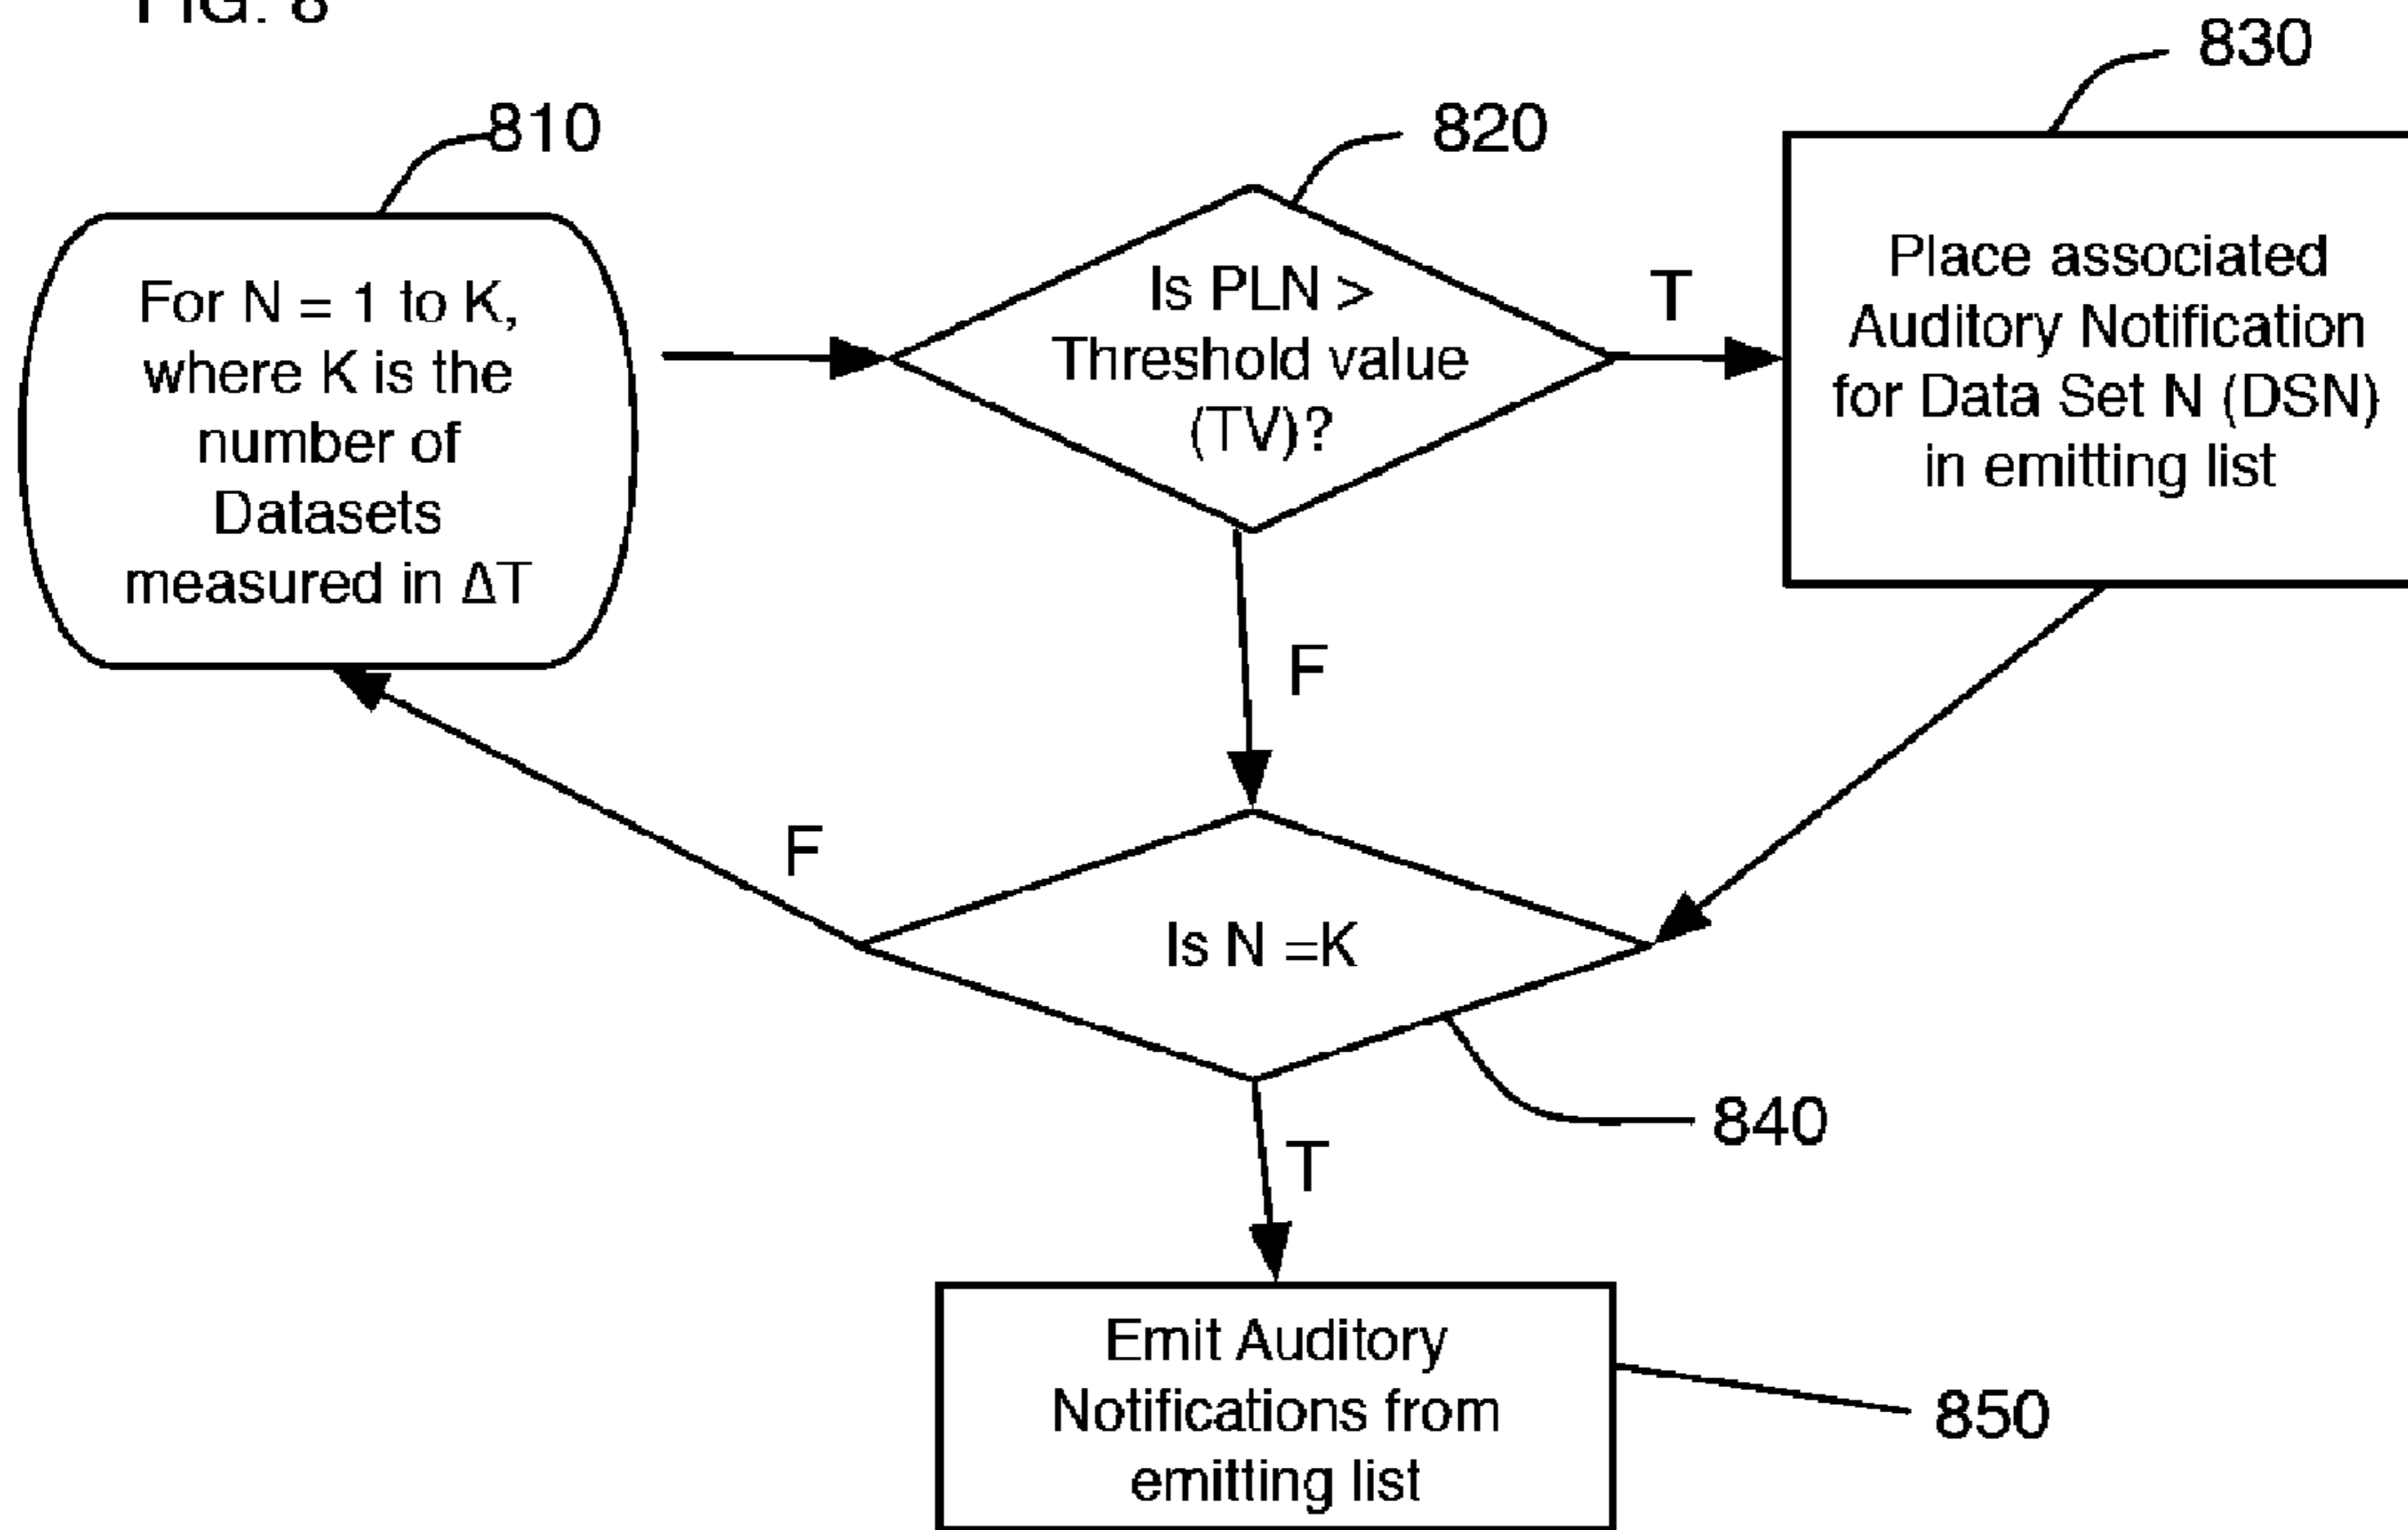 FIG. 8
810
820
830
For N = 1 to K,
where K is the
number of
Datasets
measured in ΔT
Is PLN >
Threshold value
(TV)?
T
Place associated
Auditory Notification
for Data Set N (DSN)
in emitting list
F
F
Is N =K
840
T
Emit Auditory
Notifications from
emitting list
850